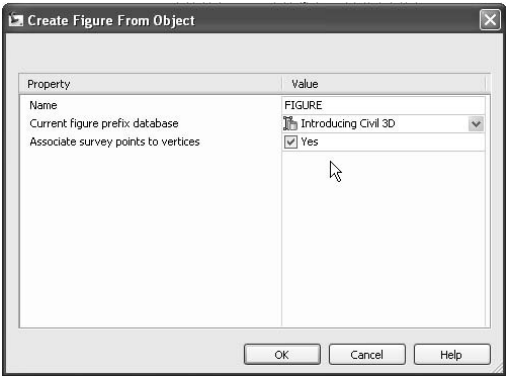 Create Figure From Object
Property Value
Name FIGURE
Current figure prefix database Introducing Civil 3D
Associate survey points to vertices Yes
OK Cancel Help